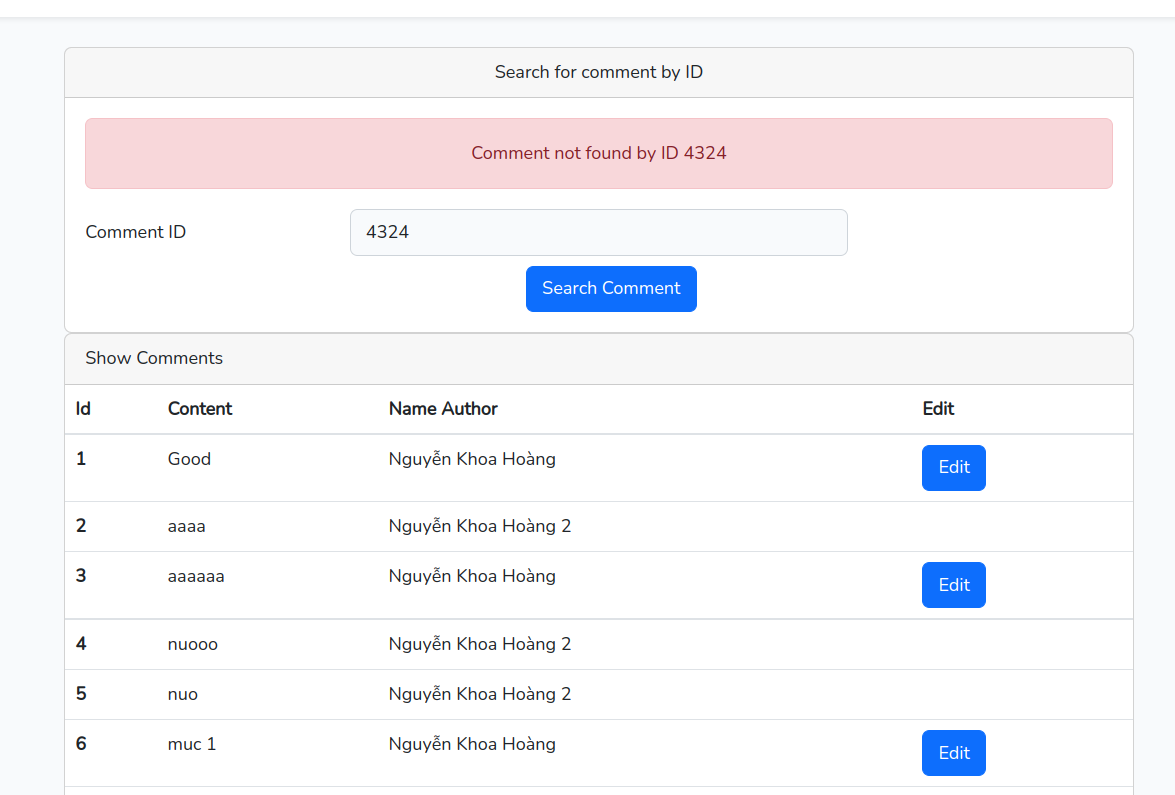 Search for comment by ID
Comment not found by ID 4324
Comment ID 4324
Search Comment
Show Comments
Id Content Name Author Edit
1 Good Nguyễn Khoa Hoàng Edit
2 aaaa Nguyễn Khoa Hoàng 2
3 aaaaaa Nguyễn Khoa Hoàng Edit
4 nuooo Nguyễn Khoa Hoàng 2
5 nuo Nguyễn Khoa Hoàng 2
6 muc 1 Nguyễn Khoa Hoàng Edit